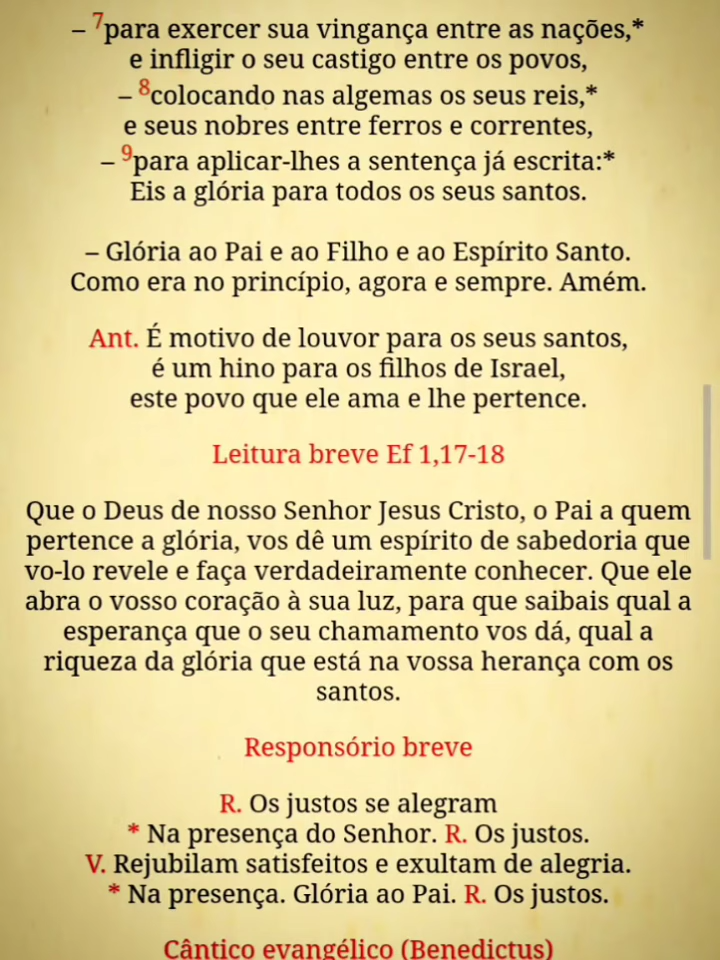 – 7para exercer sua vingança entre as nações,*
e infligir o seu castigo entre os povos,
– 8colocando nas algemas os seus reis,*
e seus nobres entre ferros e correntes,
– 9para aplicar-lhes a sentença já escrita:*
Eis a glória para todos os seus santos.
– Glória ao Pai e ao Filho e ao Espírito Santo.
Como era no princípio, agora e sempre. Amém.
Ant. É motivo de louvor para os seus santos,
é um hino para os filhos de Israel,
este povo que ele ama e lhe pertence.
Leitura breve Ef 1,17-18
Que o Deus de nosso Senhor Jesus Cristo, o Pai a quem
pertence a glória, vos dê um espírito de sabedoria que
vo-lo revele e faça verdadeiramente conhecer. Que ele
abra o vosso coração à sua luz, para que saibais qual a
esperança que o seu chamamento vos dá, qual a
riqueza da glória que está na vossa herança com os
santos.
Responsório breve
R. Os justos se alegram
* Na presença do Senhor. R. Os justos.
V. Rejubilam satisfeitos e exultam de alegria.
* Na presença. Glória ao Pai. R. Os justos.
Cântico evangélico (Benedictus)